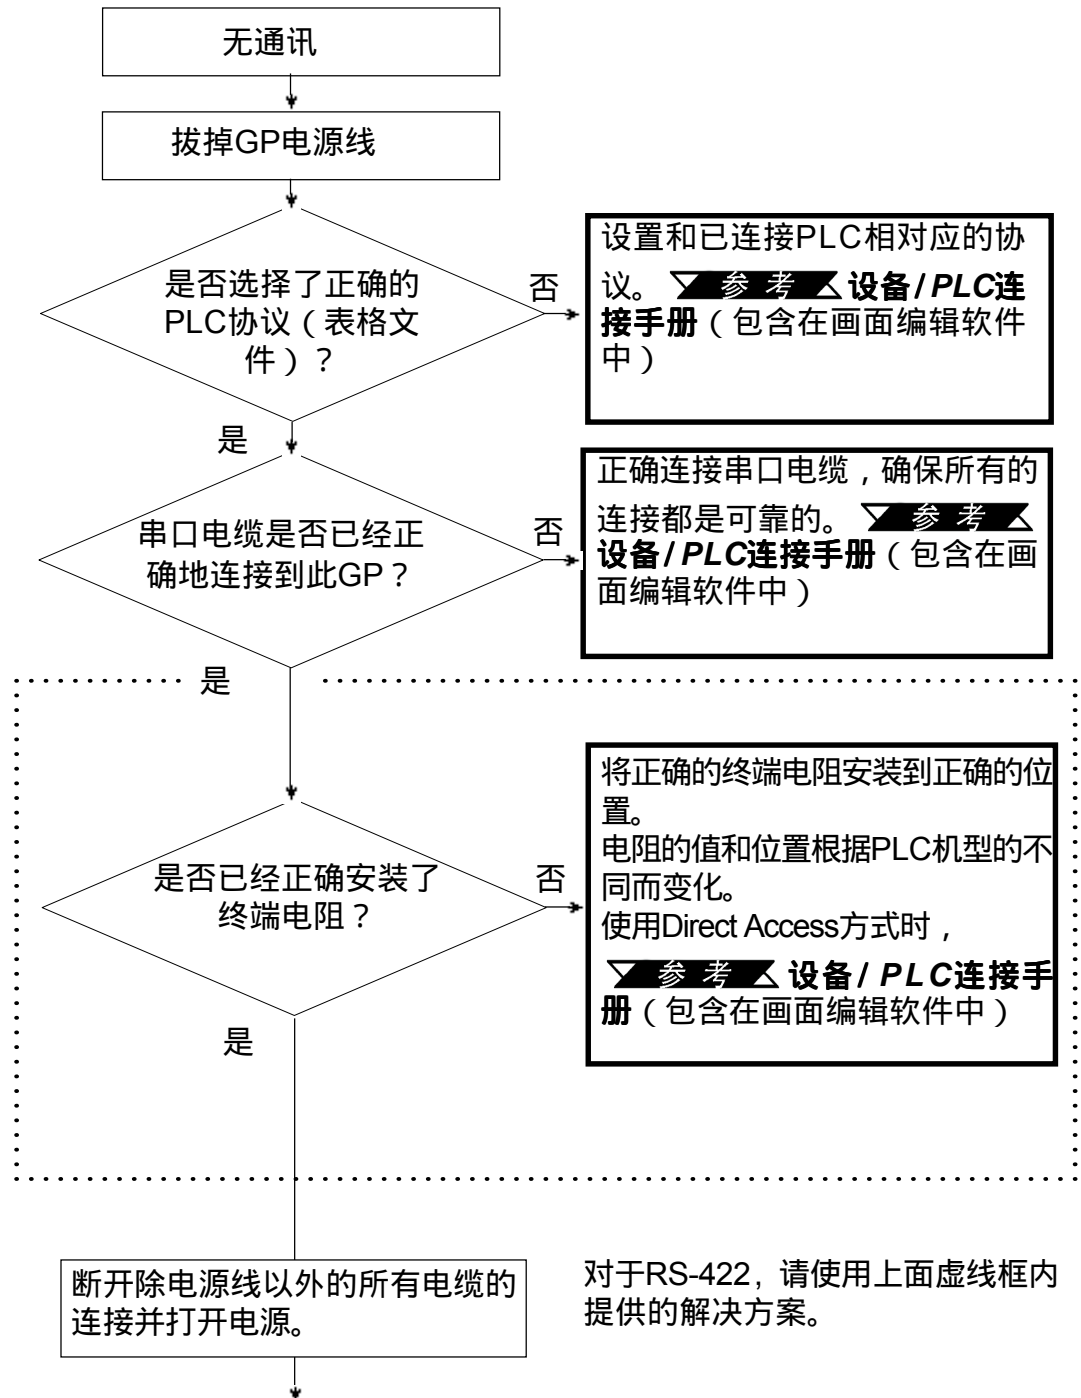 无通讯
拔掉GP电源线
是否选择了正确的
PLC协议（表格文
件）？
否
设置和已连接PLC相对应的协
议。 参 考 设备/PLC连
接手册（包含在画面编辑软件
中）
是
串口电缆是否已经正
确地连接到此GP？
否
正确连接串口电缆，确保所有的
连接都是可靠的。 参 考
设备/PLC连接手册（包含在画
面编辑软件中）
是
是否已经正确安装了
终端电阻？
否
将正确的终端电阻安装到正确的位
置。
电阻的值和位置根据PLC机型的不
同而变化。
使用Direct Access方式时，
参 考 设备/PLC连接手
册（包含在画面编辑软件中）
是
断开除电源线以外的所有电缆的
连接并打开电源。
对于RS-422, 请使用上面虚线框内
提供的解决方案。